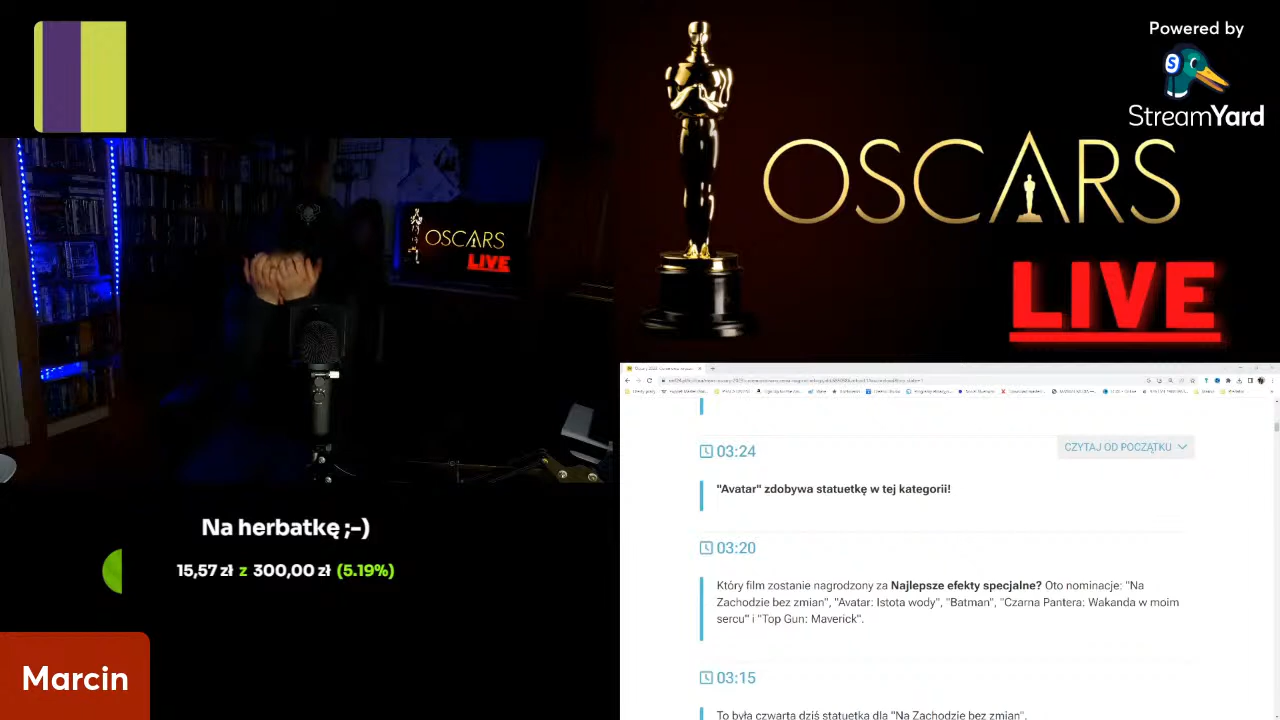 Powered by
StreamYard
OSCARS
LIVE
OSCARS
LIVE
03:24
CZYTAJ OD POCZĄTKU
"Avatar" zdobywa statuetkę w tej kategorii!
03:20
Który film zostanie nagrodzony za Najlepsze efekty specjalne? Oto nominacje: "Na
Zachodzie bez zmian", "Avatar: Istota wody", "Batman", "Czarna Pantera: Wakanda w moim
sercu" i "Top Gun: Maverick".
03:15
To była czwarta dziś statuetka dla "Na Zachodzie bez zmian".
Na herbatkę ;-)
15,57 zł z 300,00 zł (5.19%)
Marcin